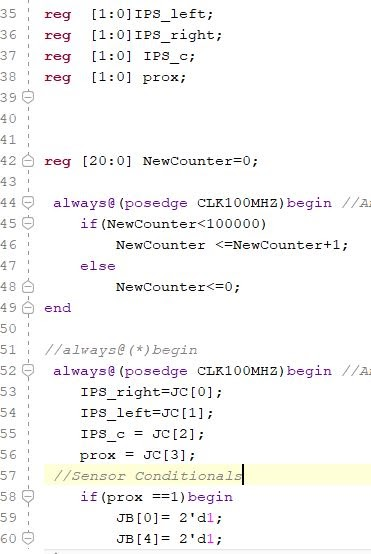 35 reg [1:0]IPS_left;
36 reg [1:0]IPS_right;
37 reg [1:0] IPS_c;
38 reg [1:0] prox;
39
40
41
42 reg [20:0] NewCounter=0;
43
44 always@(posedge CLK100MHZ)begin //A
45 if(NewCounter<100000)
46 NewCounter <=NewCounter+1;
47 else
48 NewCounter<=0;
49 end
50
51 //always@(*)begin
52 always@(posedge CLK100MHZ)begin //A
53 IPS_right=JC[0];
54 IPS_left=JC[1];
55 IPS_c = JC[2];
56 prox = JC[3];
57 //Sensor Conditionals
58 if(prox ==1)begin
59 JB[0]= 2'd1;
60 JB[4]= 2'd1;